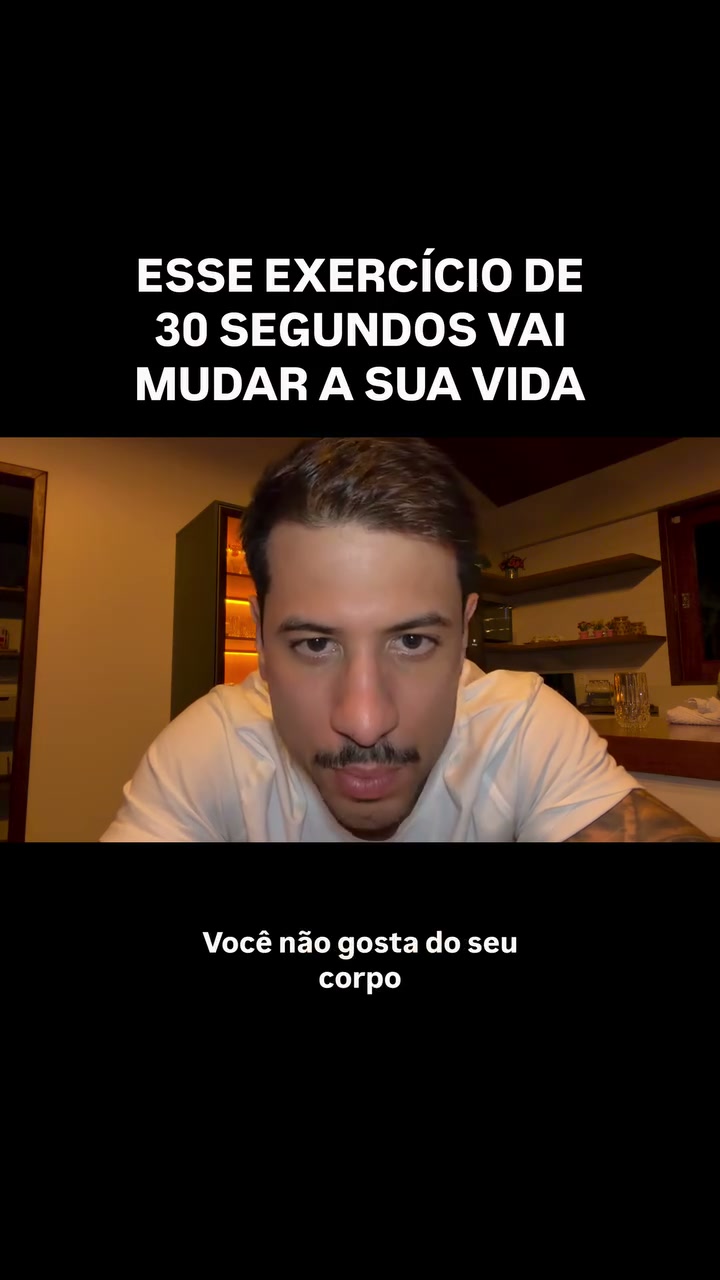 ESSE EXERCÍCIO DE
30 SEGUNDOS VAI
MUDAR A SUA VIDA
Você não gosta do seu
corpo